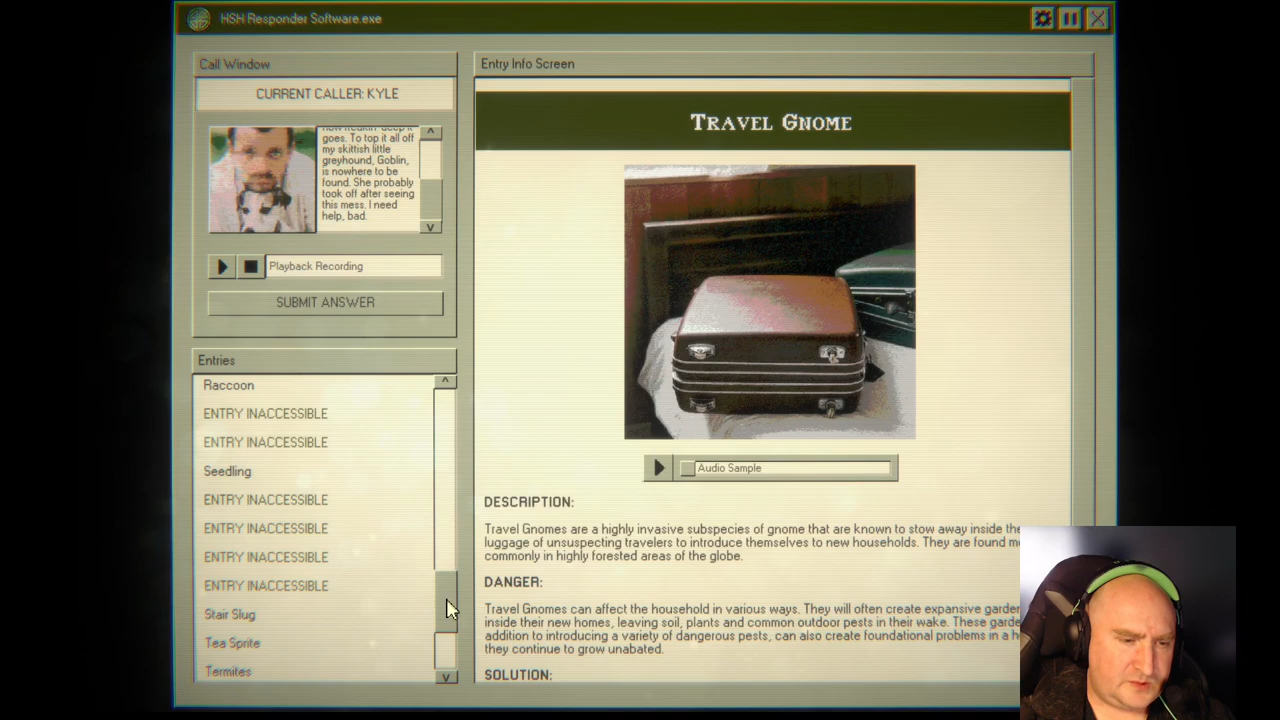 HSH Responder Software.exe
Call Window
CURRENT CALLER: KYLE
goes. To top it all off
my skittish little
greyhound, Goblin,
is nowhere to be
found. She probably
took off after seeing
this mess. I need
help, bad.
Playback Recording
SUBMIT ANSWER
Entries
Raccoon
ENTRY INACCESSIBLE
ENTRY INACCESSIBLE
Seedling
ENTRY INACCESSIBLE
ENTRY INACCESSIBLE
ENTRY INACCESSIBLE
ENTRY INACCESSIBLE
Stair Slug
Tea Sprite
Termites
Entry Info Screen
TRAVEL GNOME
Audio Sample
DESCRIPTION:
Travel Gnomes are a highly invasive subspecies of gnome that are known to stow away inside the
luggage of unsuspecting travelers to introduce themselves to new households. They are found
commonly in highly forested areas of the globe.
DANGER:
Travel Gnomes can affect the household in various ways. They will often create expansive
inside their new homes, leaving soil, plants and common outdoor pests in their wake. These
addition to introducing a variety of dangerous pests, can also create foundational problems in a
they continue to grow unabated.
SOLUTION: